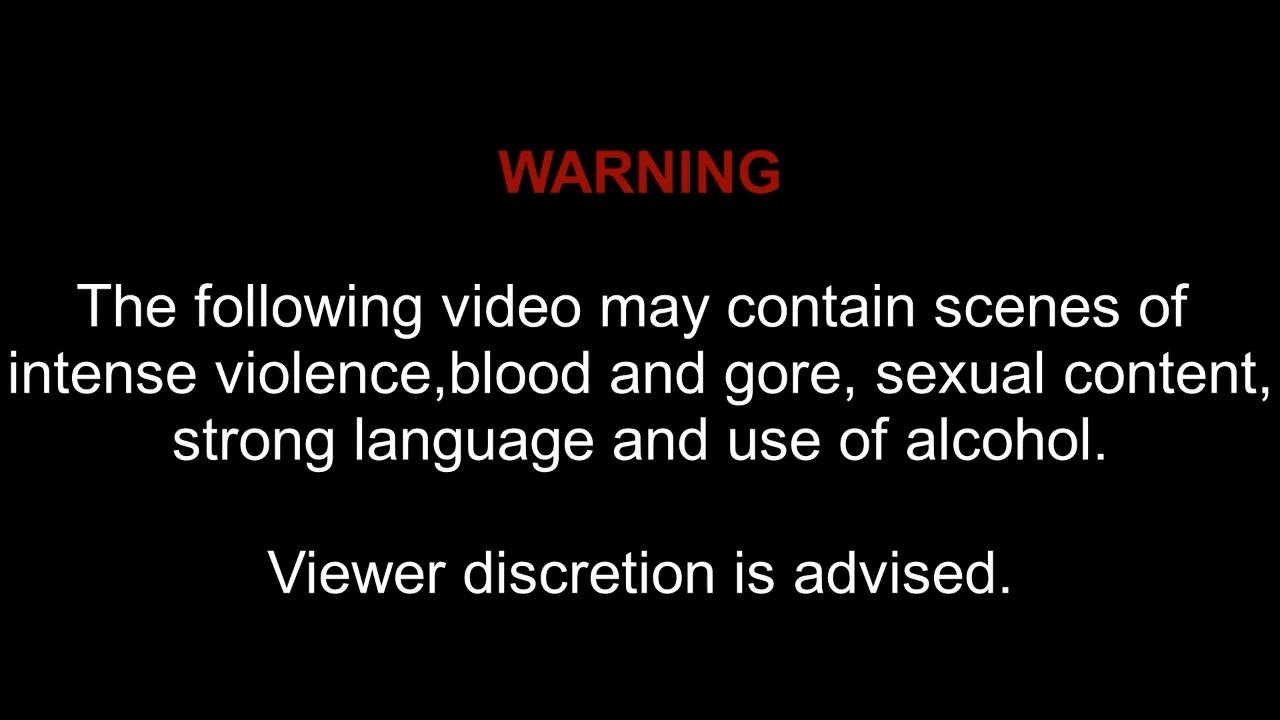 WARNING
The following video may contain scenes of
intense violence,blood and gore, sexual content,
strong language and use of alcohol.
Viewer discretion is advised.